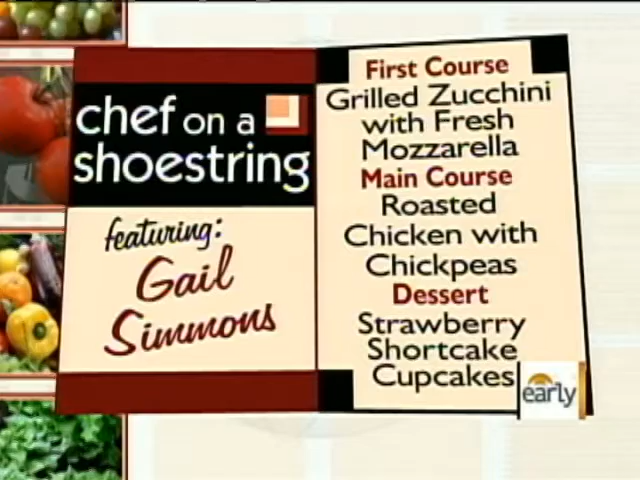 chef on a
shoestring
featuring:
Gail
Simmons
First Course
Grilled Zucchini
with Fresh
Mozzarella
Main Course
Roasted
Chicken with
Chickpeas
Dessert
Strawberry
Shortcake
Cupcakes
early